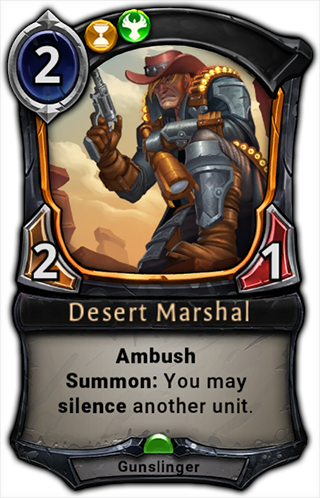 2
2
1
Desert Marshal
Ambush
Summon: You may
silence another unit.
Gunslinger